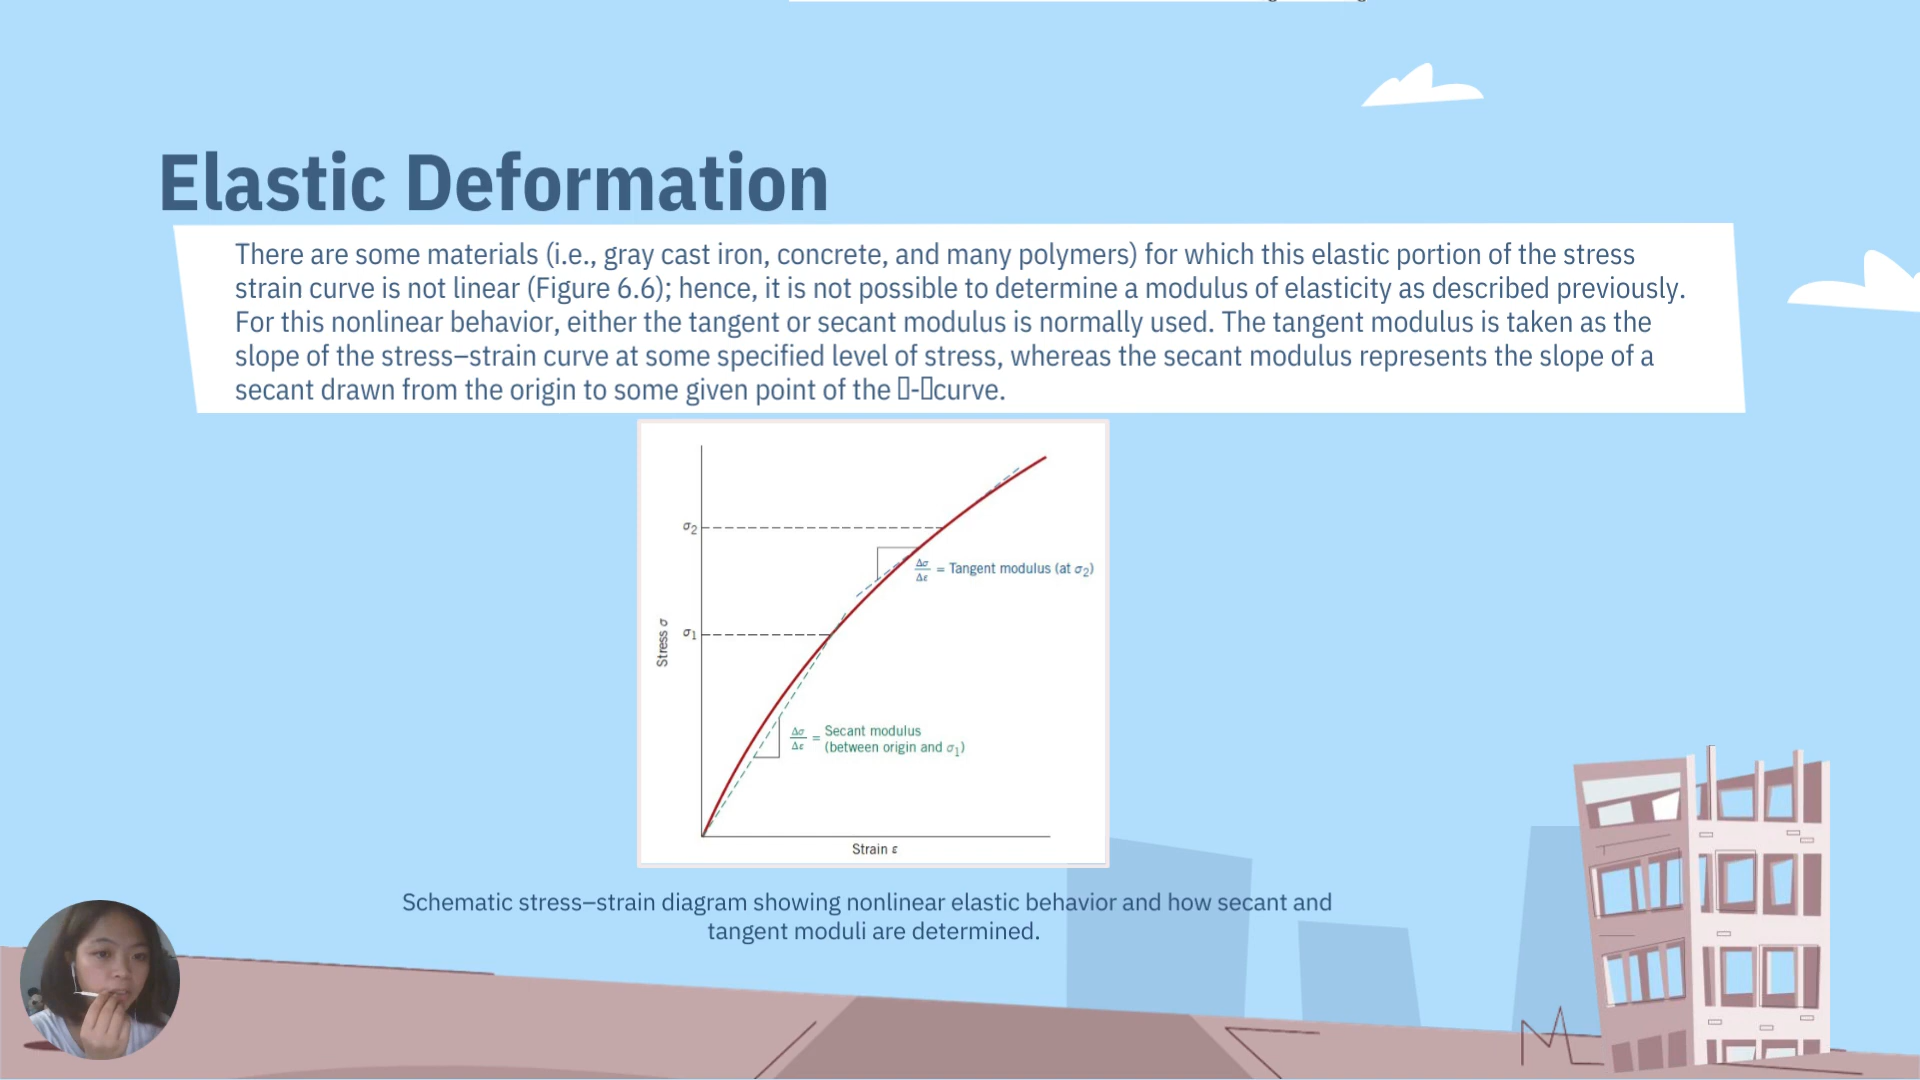 Elastic Deformation
There are some materials (i.e., gray cast iron, concrete, and many polymers) for which this elastic portion of the stress
strain curve is not linear (Figure 6.6); hence, it is not possible to determine a modulus of elasticity as described previously.
For this nonlinear behavior, either the tangent or secant modulus is normally used. The tangent modulus is taken as the
slope of the stress–strain curve at some specified level of stress, whereas the secant modulus represents the slope of a
secant drawn from the origin to some given point of the ▯-▯curve.
σ2
Δσ/Δε = Tangent modulus (at σ2)
σ1
Stress σ
Δσ/Δε = Secant modulus
(between origin and σ1)
Strain ε
Schematic stress–strain diagram showing nonlinear elastic behavior and how secant and
tangent moduli are determined.